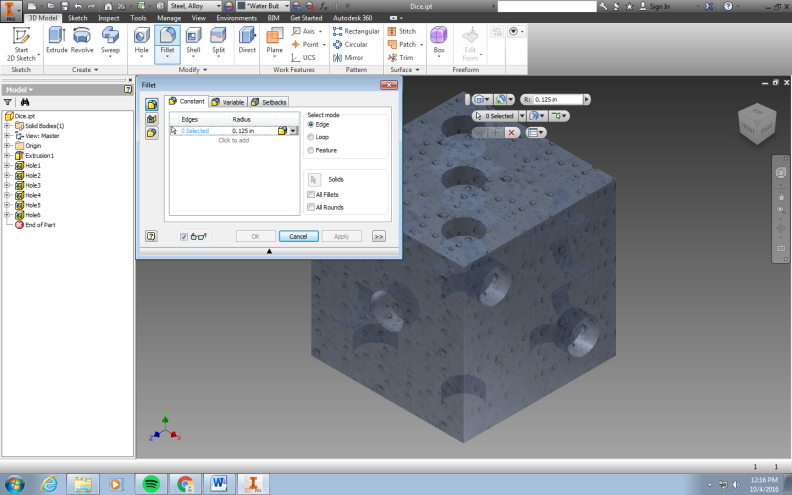 Steel, Alloy *"Water But Dice.ipt Sign In
PRO 3D Model Sketch Inspect Tools Manage View Environments BIM Get Started Autodesk 360
Start 2D Sketch Extrude Revolve Sweep Hole Fillet Shell Split Direct Plane Axis Point UCS Rectangular Circular Mirror Stitch Patch Trim Box Edit Form
Sketch Create Modify Work Features Pattern Surface Freeform
Model
Dice.ipt
Solid Bodies(1)
View: Master
Origin
Extrusion1
Hole1
Hole2
Hole3
Hole4
Hole5
Hole6
End of Part
Fillet
Constant Variable Setbacks
Edges Radius
0 Selected 0.125 in
Click to add
Select mode
Edge
Loop
Feature
Solids
All Fillets
All Rounds
OK Cancel Apply >>
R: 0.125 in
0 Selected
FRONT
Z X
1 1
PRO
12:16 PM
10/4/2016